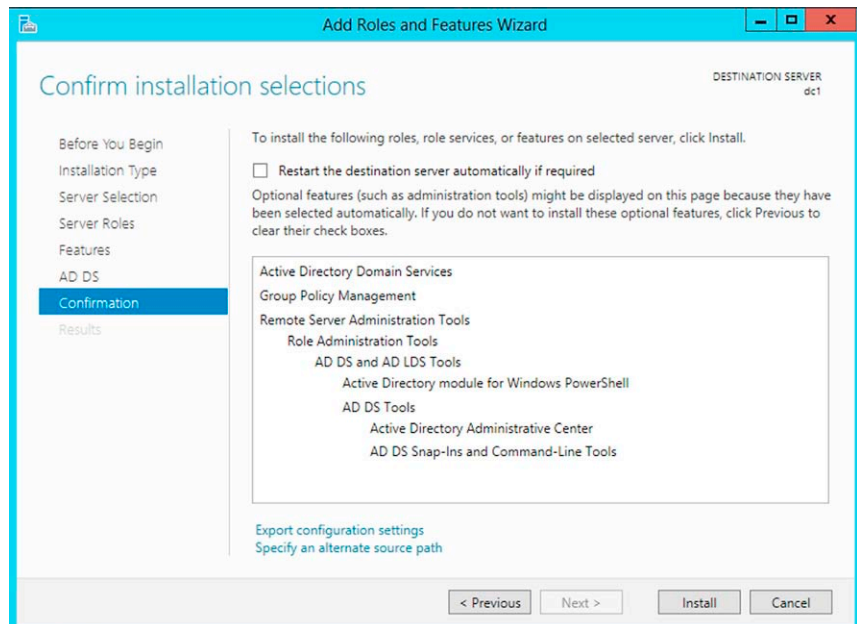 Add Roles and Features Wizard
Confirm installation selections
DESTINATION SERVER
dc1
Before You Begin
Installation Type
Server Selection
Server Roles
Features
AD DS
Confirmation
Results
To install the following roles, role services, or features on selected server, click Install.
Restart the destination server automatically if required
Optional features (such as administration tools) might be displayed on this page because they have
been selected automatically. If you do not want to install these optional features, click Previous to
clear their check boxes.
Active Directory Domain Services
Group Policy Management
Remote Server Administration Tools
Role Administration Tools
AD DS and AD LDS Tools
Active Directory module for Windows PowerShell
AD DS Tools
Active Directory Administrative Center
AD DS Snap-Ins and Command-Line Tools
Export configuration settings
Specify an alternate source path
< Previous
Next >
Install
Cancel